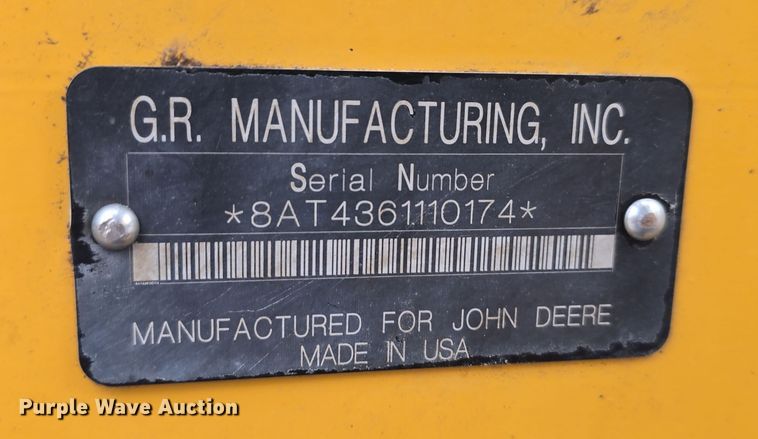 G.R. MANUFACTURING, INC.
Serial Number
*8AT4361110174*
MANUFACTURED FOR JOHN DEERE
MADE IN USA
Purple Wave Auction